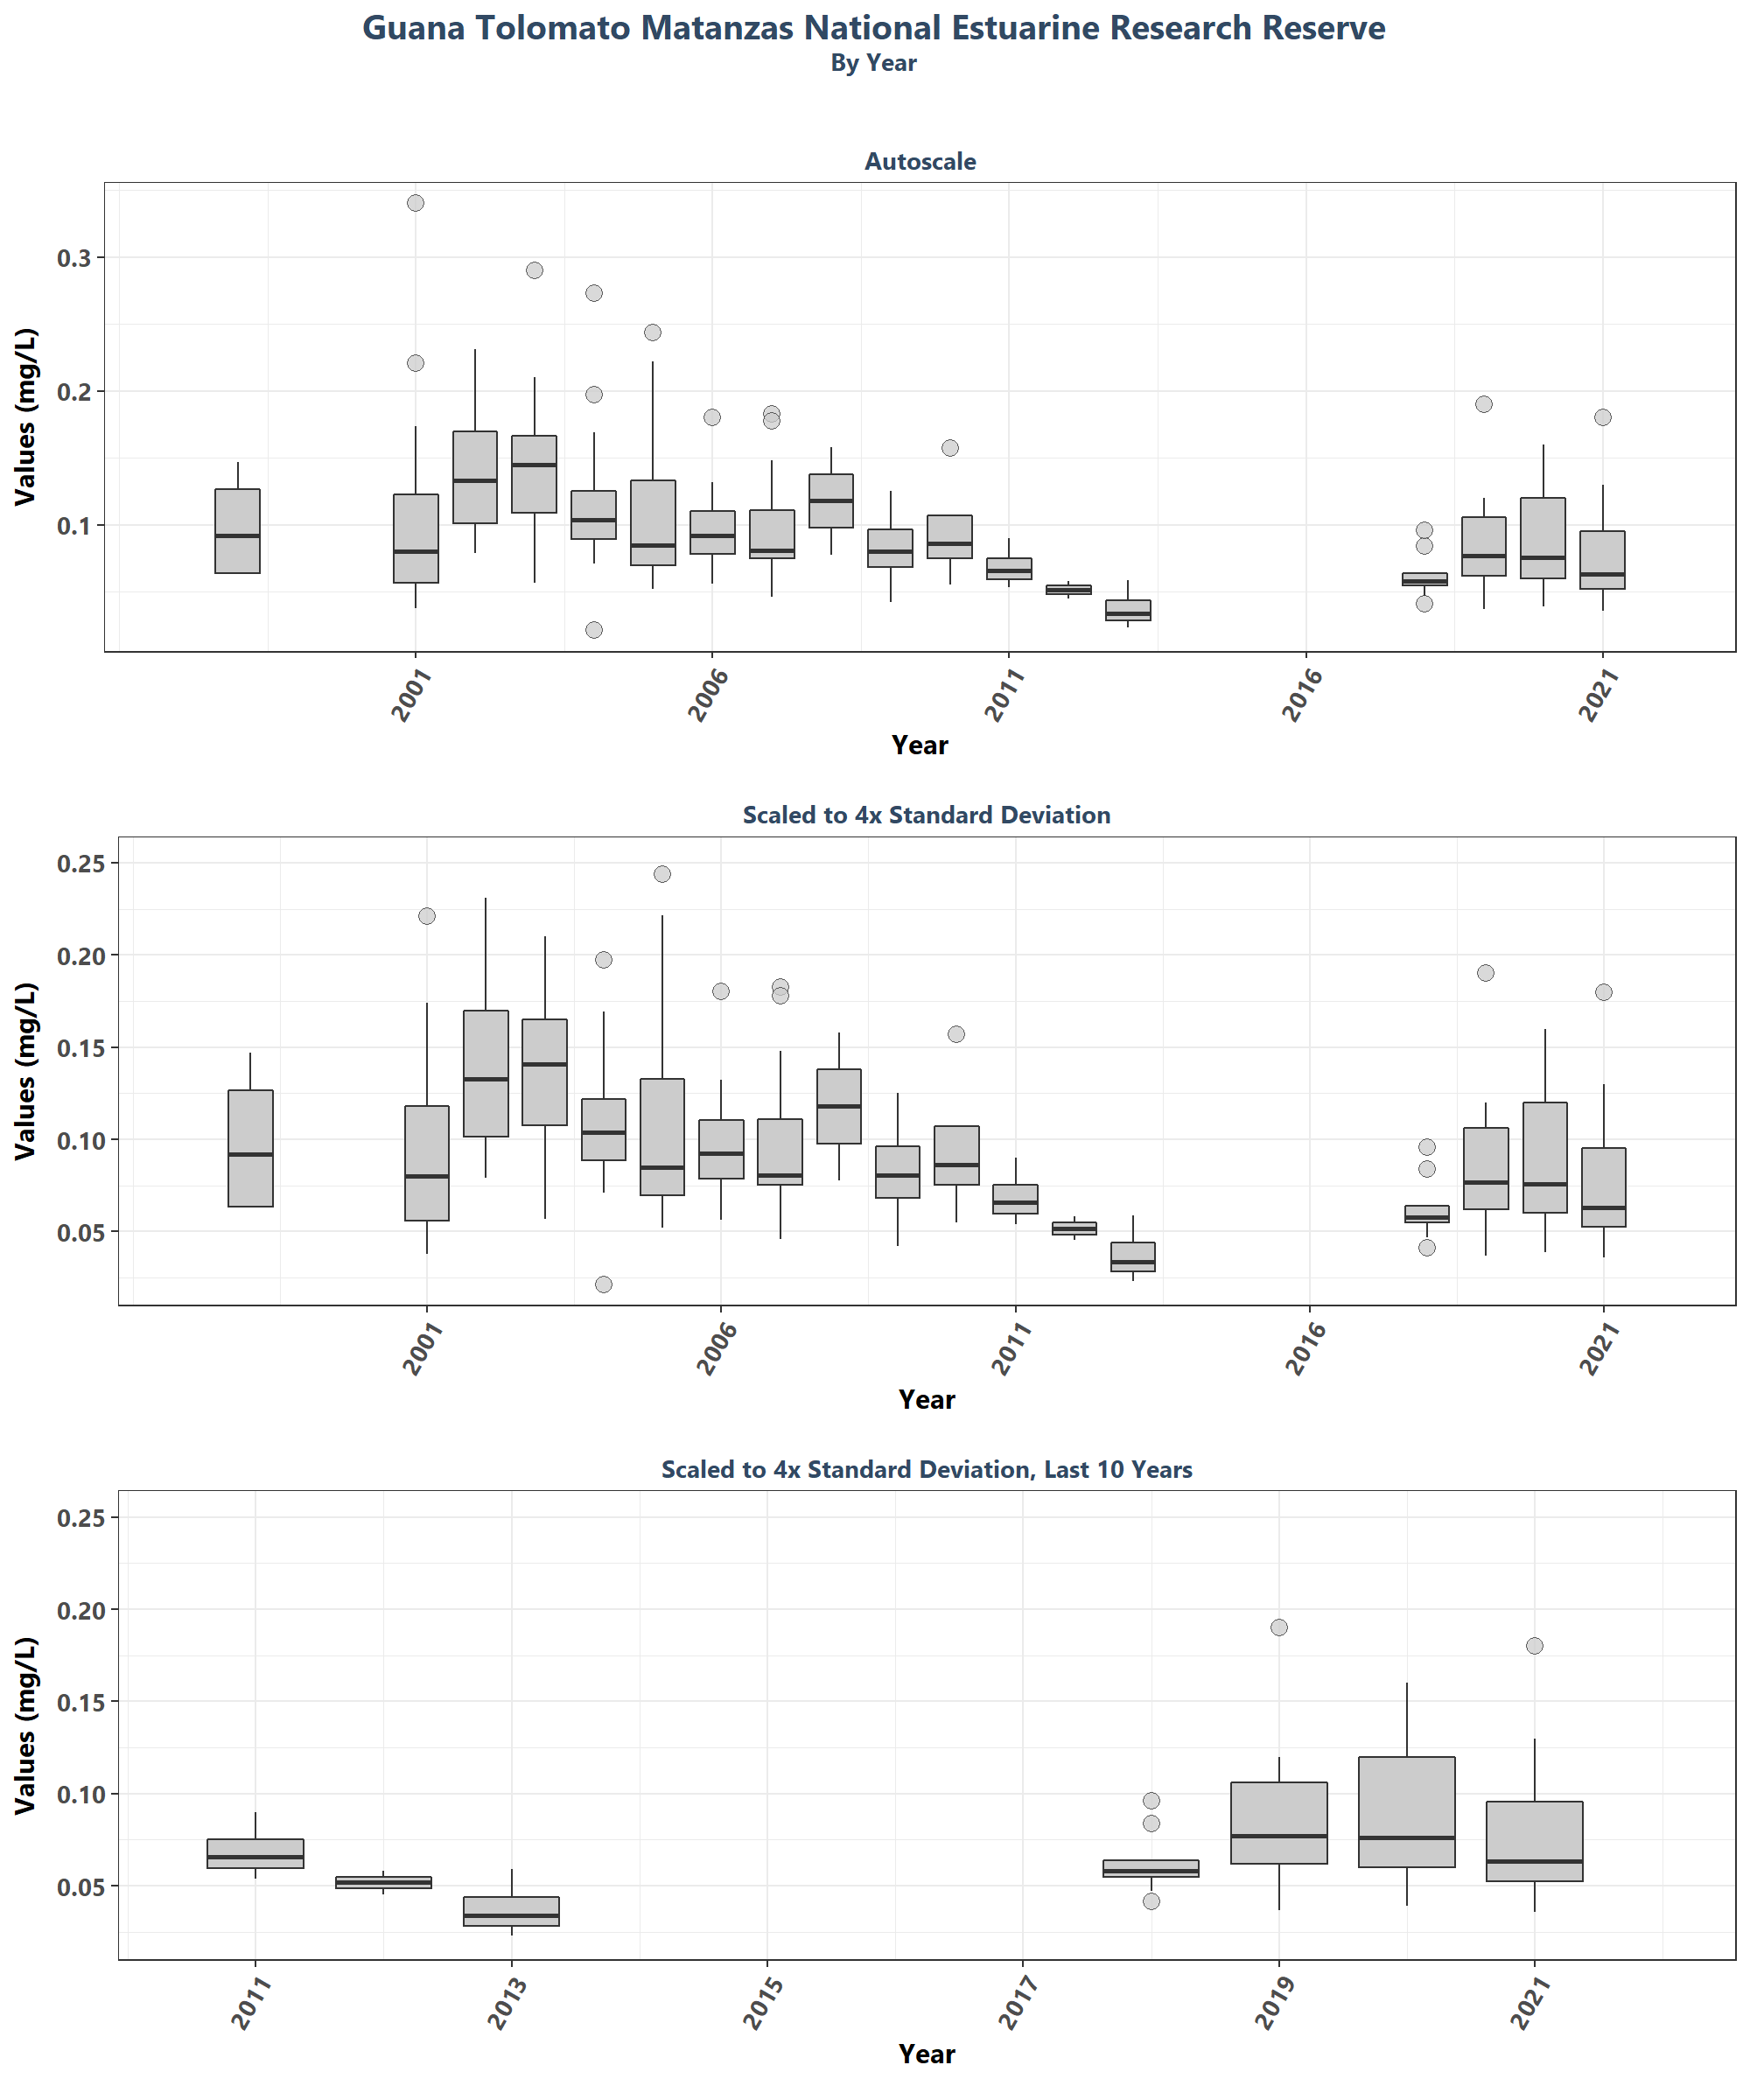 Guana Tolomato Matanzas National Estuarine Research Reserve
By Year
Autoscale
Values (mg/L)
0.3
0.2
0.1
2001 2006 2011 2016 2021
Year
Scaled to 4x Standard Deviation
Values (mg/L)
0.25
0.20
0.15
0.10
0.05
2001 2006 2011 2016 2021
Year
Scaled to 4x Standard Deviation, Last 10 Years
Values (mg/L)
0.25
0.20
0.15
0.10
0.05
2011 2013 2015 2017 2019 2021
Year